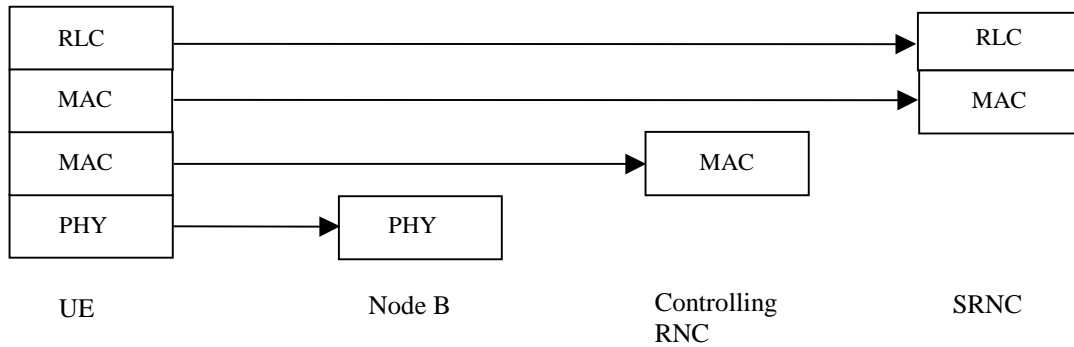 RLC
RLC
MAC
MAC
MAC
MAC
PHY
PHY
UE
Node B
Controlling
RNC
SRNC